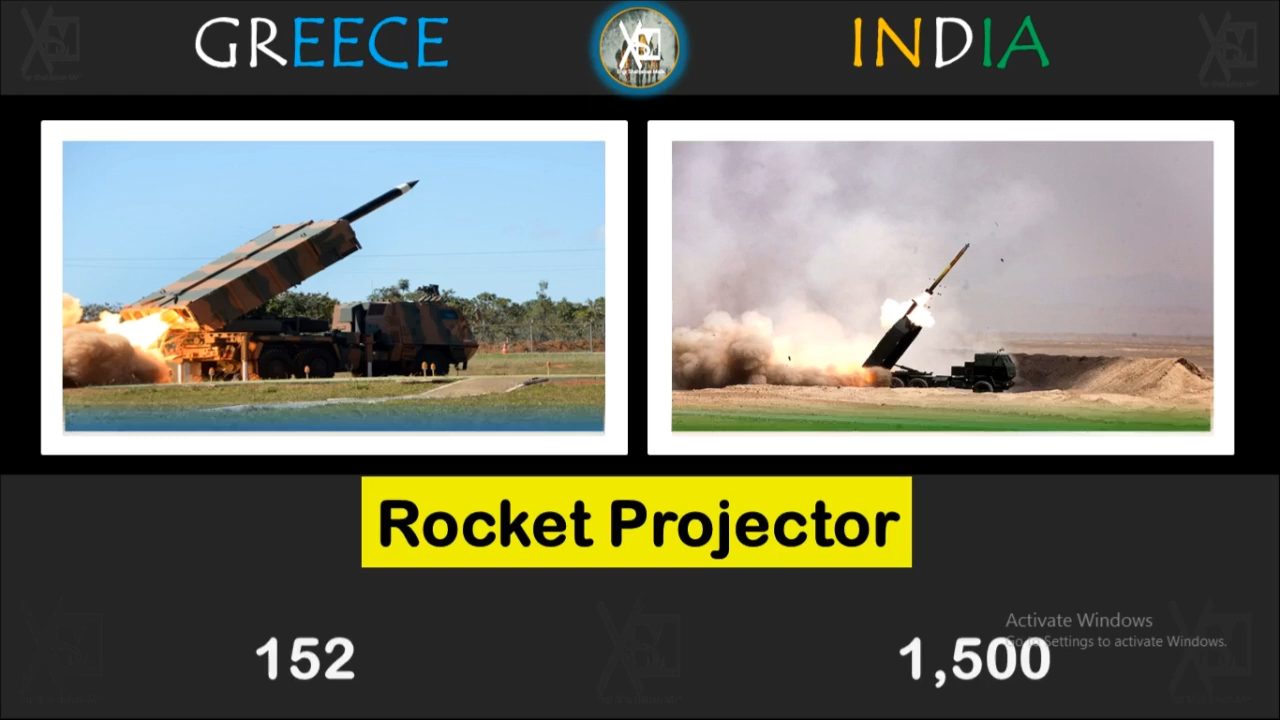 GREECE
INDIA
Rocket Projector
152
1,500
Activate Windows
Go to Settings to activate Windows.